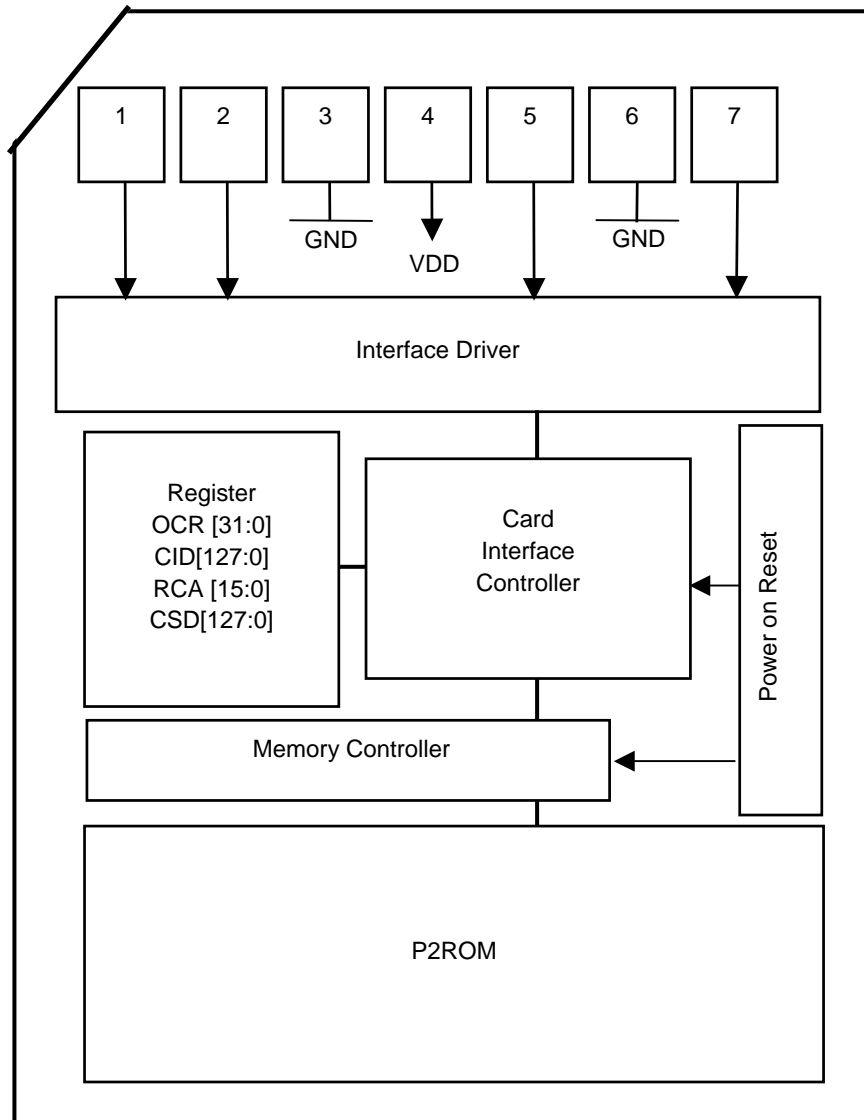 1
2
3
4
5
6
7
GND
VDD
GND
Interface Driver
Register
OCR [31:0]
CID[127:0]
RCA [15:0]
CSD[127:0]
Card
Interface
Controller
Power on Reset
Memory Controller
P2ROM